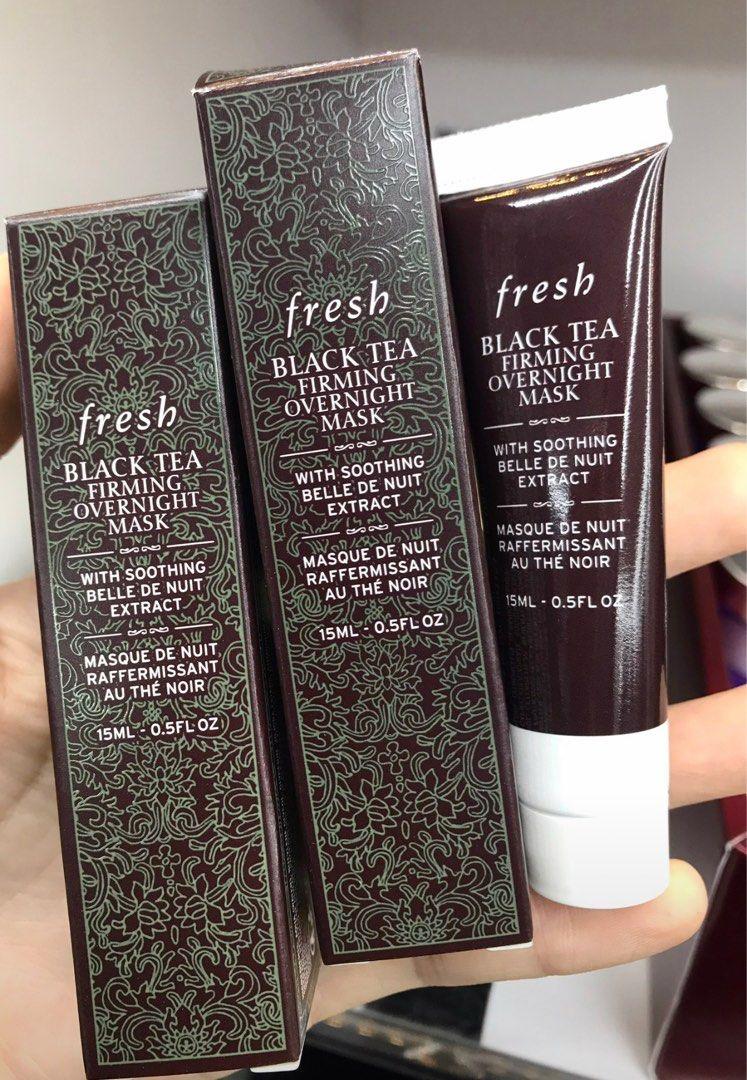 fresh
BLACK TEA
FIRMING
OVERNIGHT
MASK
WITH SOOTHING
BELLE DE NUIT
EXTRACT
MASQUE DE NUIT
RAFFERMISSANT
AU THÉ NOIR
15ML - 0.5FL OZ
fresh
BLACK TEA
FIRMING
OVERNIGHT
MASK
WITH SOOTHING
BELLE DE NUIT
EXTRACT
MASQUE DE NUIT
RAFFERMISSANT
AU THÉ NOIR
15ML - 0.5FL OZ
fresh
BLACK TEA
FIRMING
OVERNIGHT
MASK
WITH SOOTHING
BELLE DE NUIT
EXTRACT
MASQUE DE NUIT
RAFFERMISSANT
AU THÉ NOIR
15ML - 0.5FL OZ